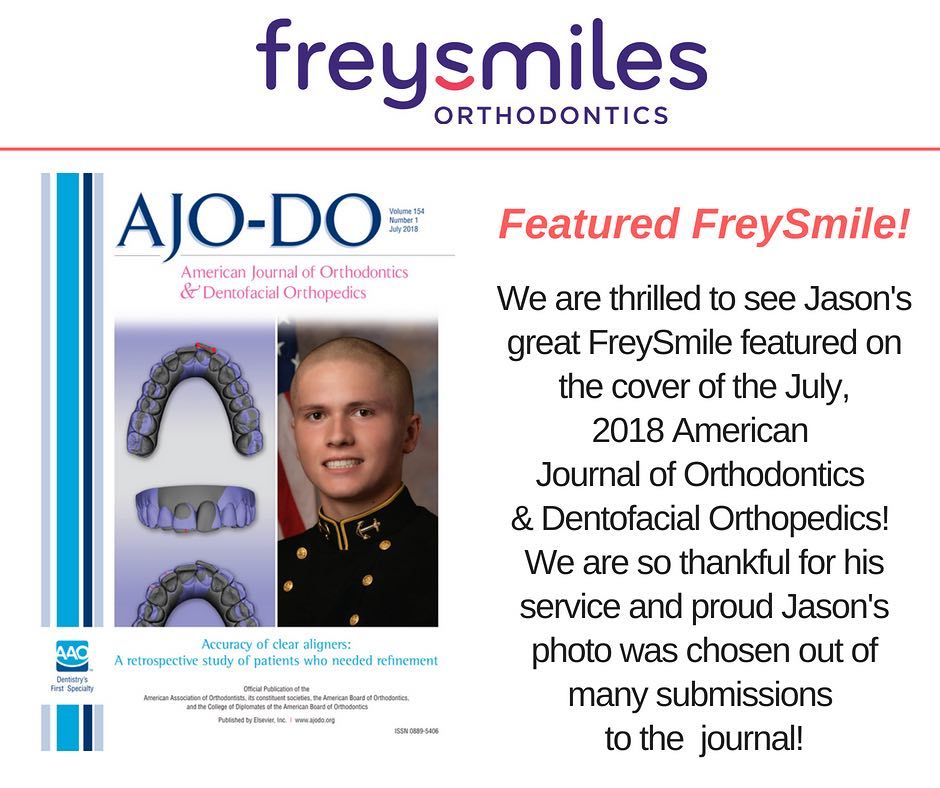 freysmiles
ORTHODONTICS
AJO-DO
Volume 154
Number 1
July 2018
American Journal of Orthodontics
& Dentofacial Orthopedics
Accuracy of clear aligners:
A retrospective study of patients who needed refinement
AAO
Dentistry's
First Specialty
Official Publication of the
American Association of Orthodontists, its constituent societies, the American Board of Orthodontics,
and the College of Diplomates of the American Board of Orthodontics
Published by Elsevier, Inc. | www.ajodo.org
ISSN 0889-5406
Featured FreySmile!
We are thrilled to see Jason's
great FreySmile featured on
the cover of the July,
2018 American
Journal of Orthodontics
& Dentofacial Orthopedics!
We are so thankful for his
service and proud Jason's
photo was chosen out of
many submissions
to the journal!